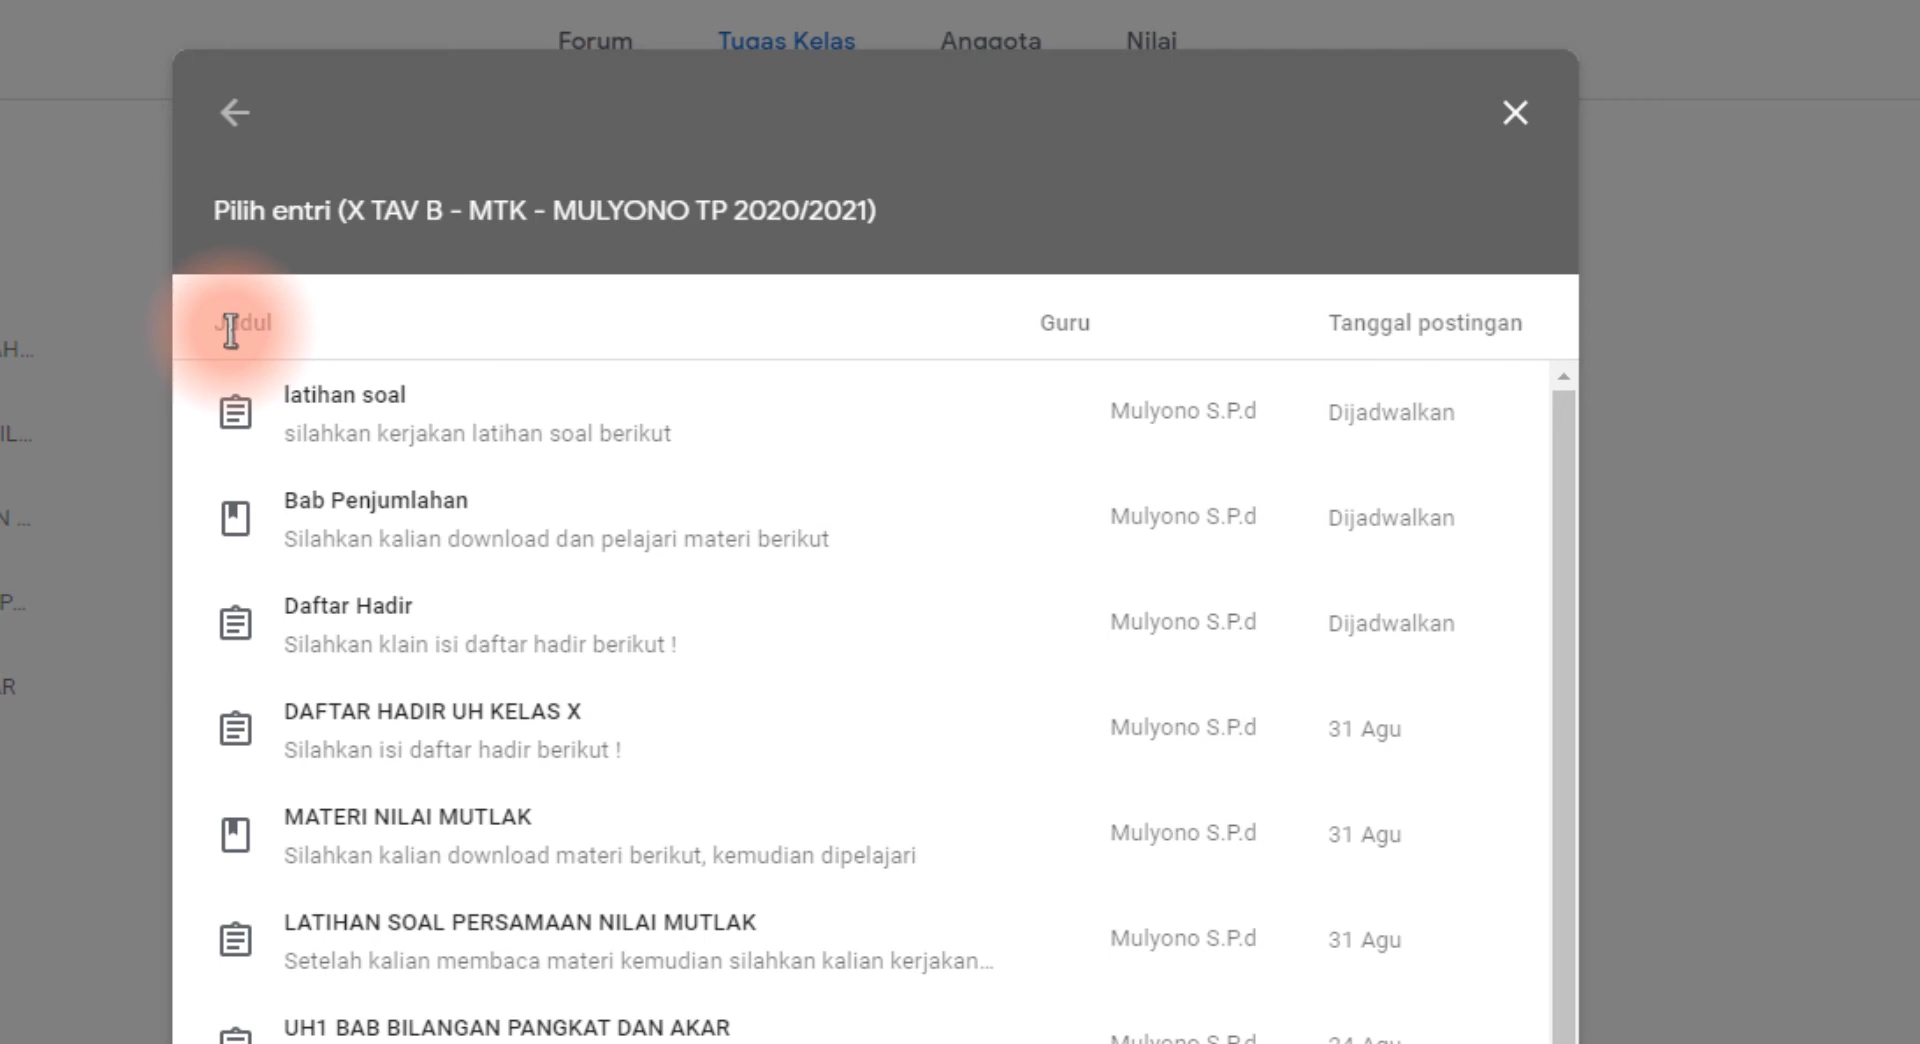 Forum Tugas Kelas Anggota Nilai
Pilih entri (X TAV B - MTK - MULYONO TP 2020/2021)
Judul Guru Tanggal postingan
H...
latihan soal
silahkan kerjakan latihan soal berikut
Mulyono S.P.d Dijadwalkan
IL...
Bab Penjumlahan
Silahkan kalian download dan pelajari materi berikut
Mulyono S.P.d Dijadwalkan
N ...
Daftar Hadir
Silahkan klain isi daftar hadir berikut !
Mulyono S.P.d Dijadwalkan
P...
DAFTAR HADIR UH KELAS X
Silahkan isi daftar hadir berikut !
Mulyono S.P.d 31 Agu
R
MATERI NILAI MUTLAK
Silahkan kalian download materi berikut, kemudian dipelajari
Mulyono S.P.d 31 Agu
LATIHAN SOAL PERSAMAAN NILAI MUTLAK
Setelah kalian membaca materi kemudian silahkan kalian kerjakan...
Mulyono S.P.d 31 Agu
UH1 BAB BILANGAN PANGKAT DAN AKAR
Mulyono S.P.d 24 Agu